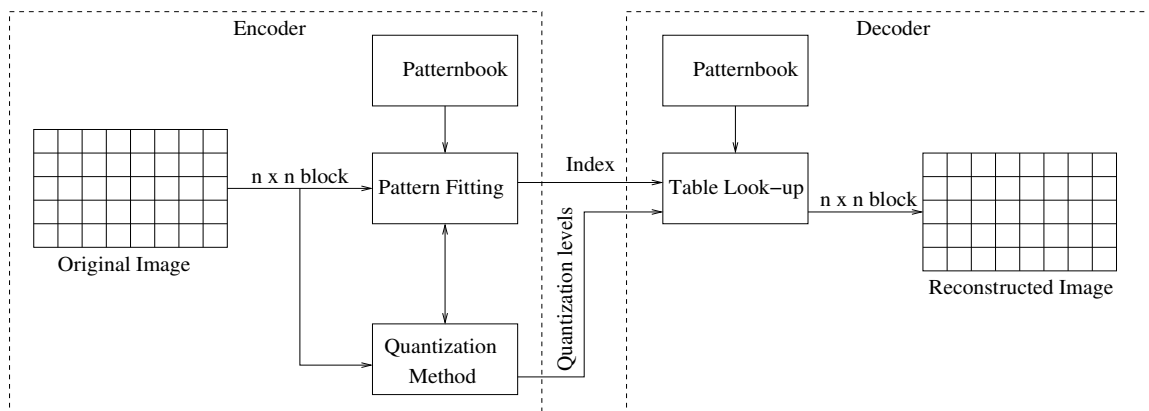 Encoder
Decoder
Patternbook
Patternbook
n x n block
Pattern Fitting
Index
Table Look−up
n x n block
Original Image
Quantization levels
Reconstructed Image
Quantization
Method